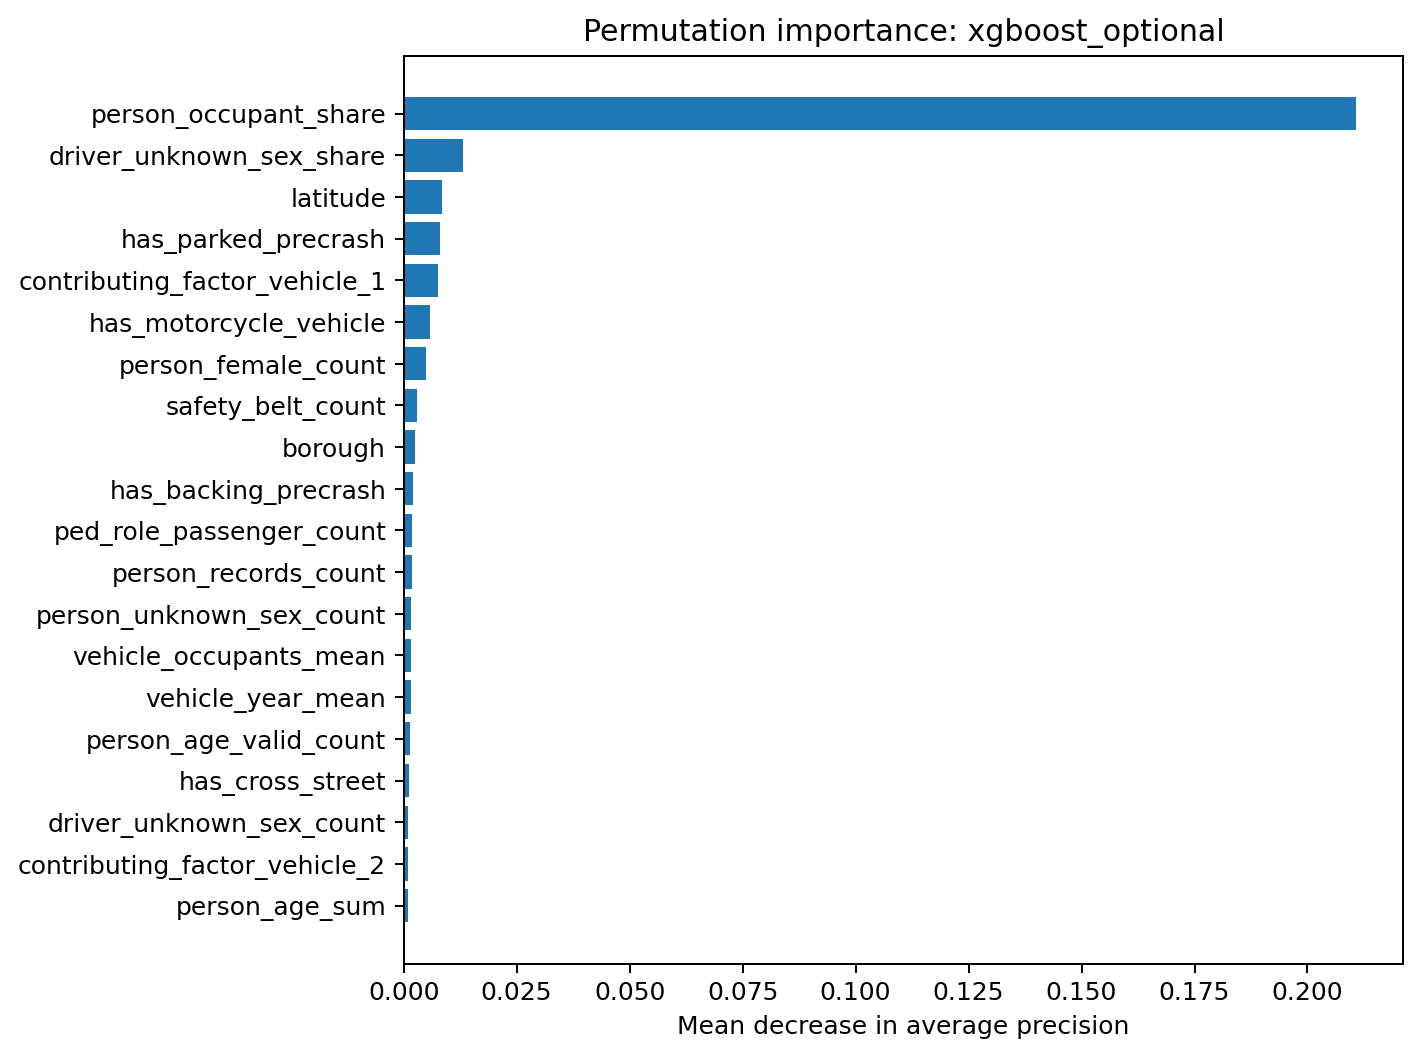 Permutation importance: xgboost_optional
person_occupant_share
driver_unknown_sex_share
latitude
has_parked_precrash
contributing_factor_vehicle_1
has_motorcycle_vehicle
person_female_count
safety_belt_count
borough
has_backing_precrash
ped_role_passenger_count
person_records_count
person_unknown_sex_count
vehicle_occupants_mean
vehicle_year_mean
person_age_valid_count
has_cross_street
driver_unknown_sex_count
contributing_factor_vehicle_2
person_age_sum
0.000 0.025 0.050 0.075 0.100 0.125 0.150 0.175 0.200
Mean decrease in average precision